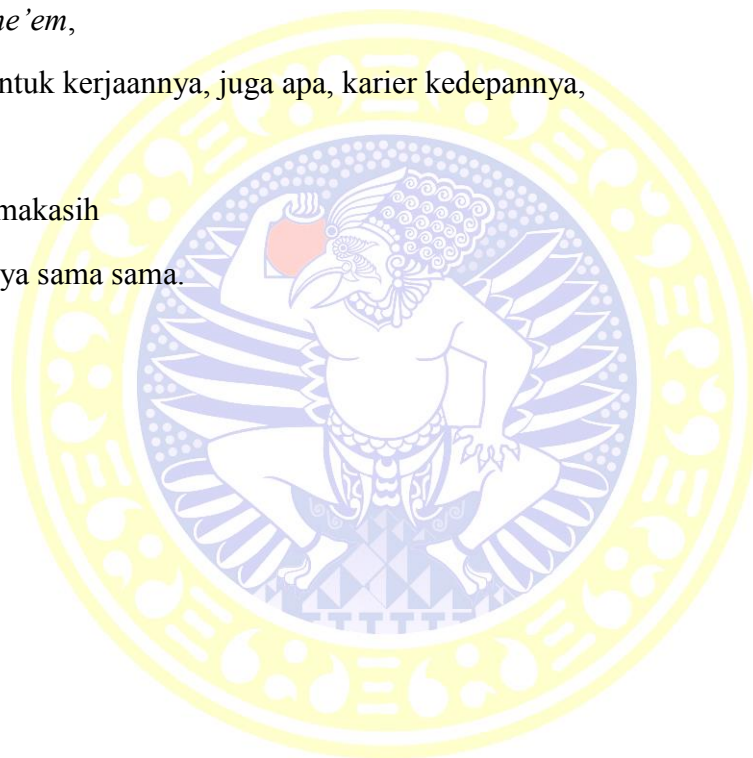 ne’em,
ntuk kerjaannya, juga apa, karier kedepannya,
makasih
ya sama sama.